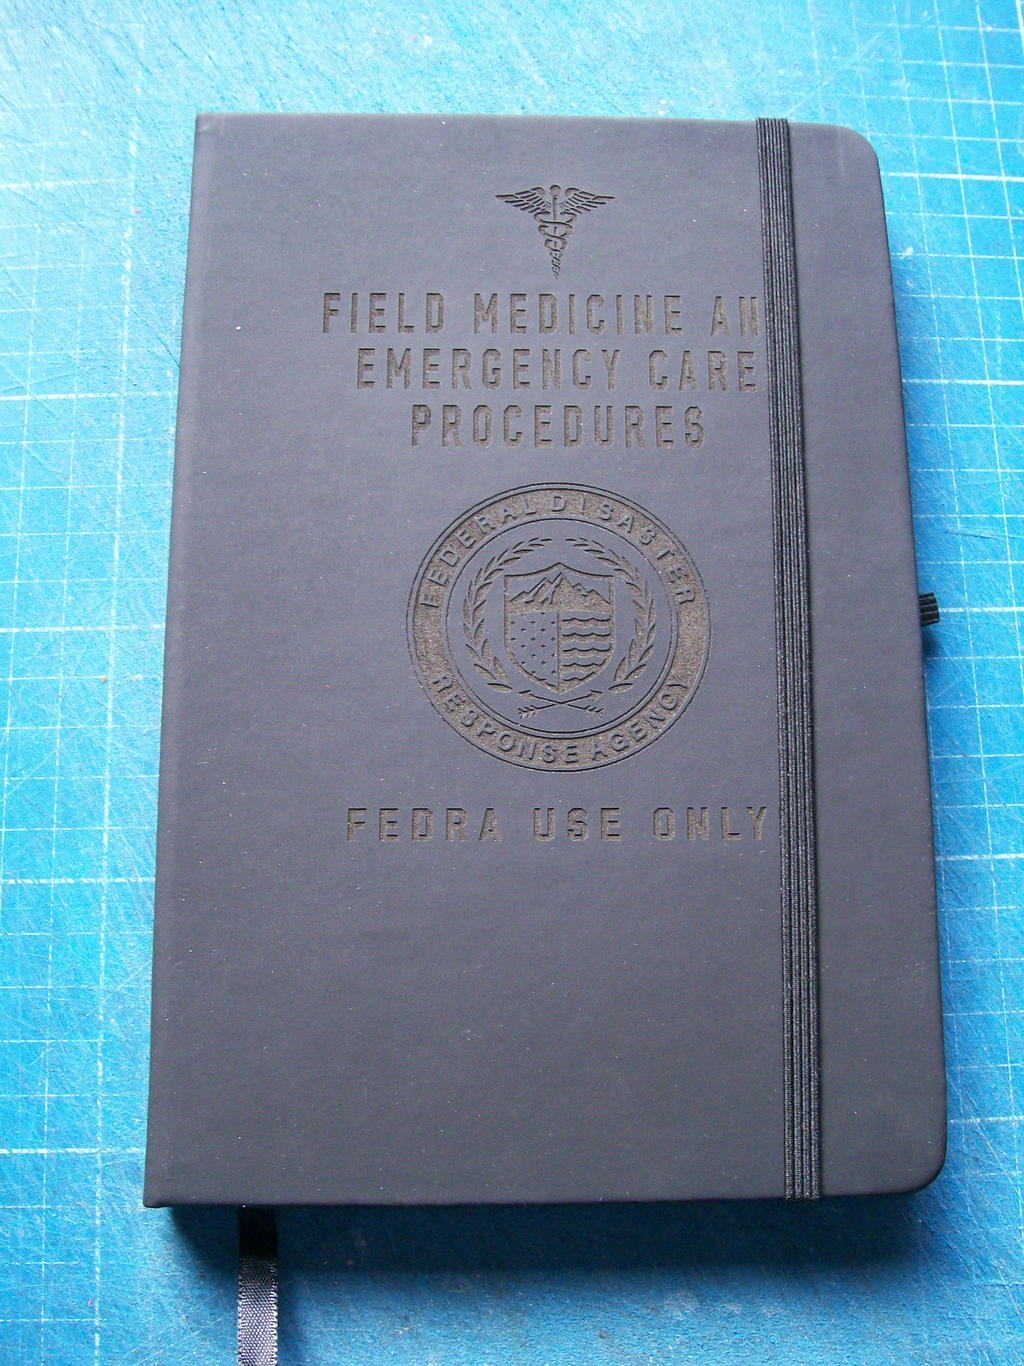 FIELD MEDICINE AN
EMERGENCY CARE
PROCEDURES
FEDERAL DISASTER
RESPONSE AGENCY
FEDRA USE ONLY